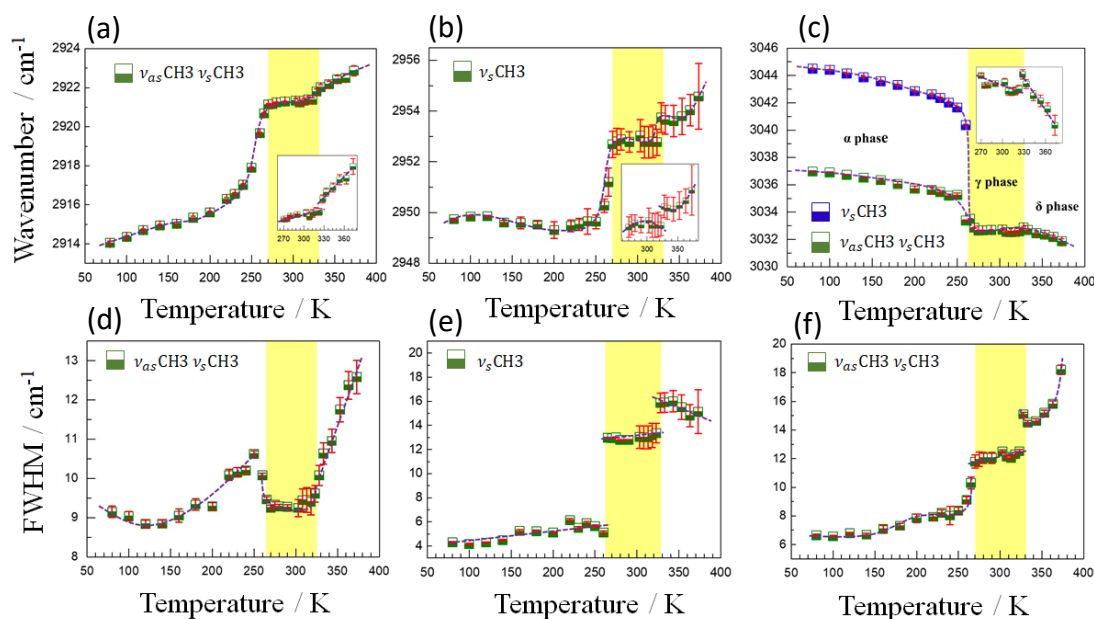 (a)
(b)
(c)
Wavenumber / cm⁻¹
2924
2922
2921
2918
2916
2914
νasCH3 νsCH3
270 300 330 360
50 100 150 200 250 300 350 400
Temperature / K
2956
2954
2952
2950
2948
νsCH3
300 350
50 100 150 200 250 300 350 400
Temperature / K
3046
3044
3042
3040
3036
3034
3032
3030
α phase
γ phase
δ phase
νsCH3
νasCH3 νsCH3
270 300 330 360
50 100 150 200 250 300 350 400
Temperature / K
(d)
(e)
(f)
FWHM / cm⁻¹
13
12
11
10
9
8
νasCH3 νsCH3
50 100 150 200 250 300 350 400
Temperature / K
20
18
16
14
12
10
8
6
4
νsCH3
50 100 150 200 250 300 350 400
Temperature / K
20
18
16
14
12
10
8
6
νasCH3 νsCH3
50 100 150 200 250 300 350 400
Temperature / K